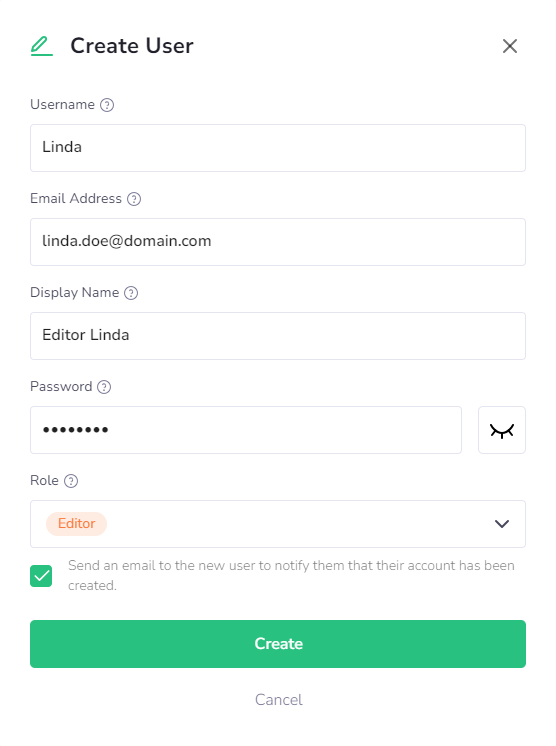 Create User
Username
Linda
Email Address
linda.doe@domain.com
Display Name
Editor Linda
Password
••••••••
Role
Editor
Send an email to the new user to notify them that their account has been
created.
Create
Cancel